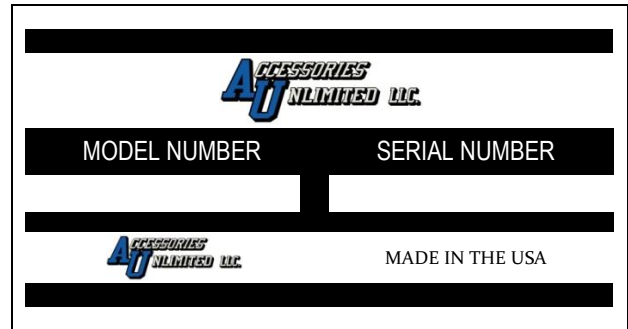 ACCESSORIES
UNLIMITED LLC.
MODEL NUMBER SERIAL NUMBER
ACCESSORIES
UNLIMITED LLC.
MADE IN THE USA